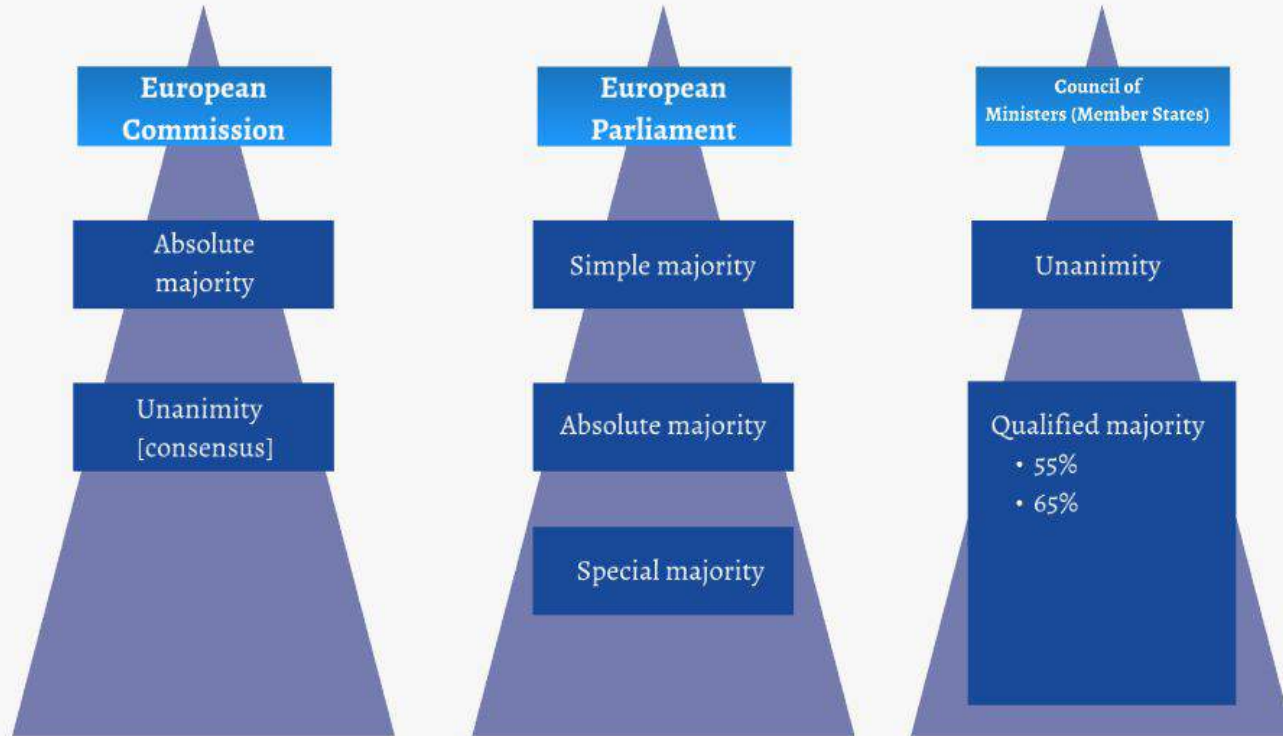 European
Commission
Absolute
majority
Unanimity
[consensus]
European
Parliament
Simple majority
Absolute majority
Special majority
Council of
Ministers (Member States)
Unanimity
Qualified majority
• 55%
• 65%